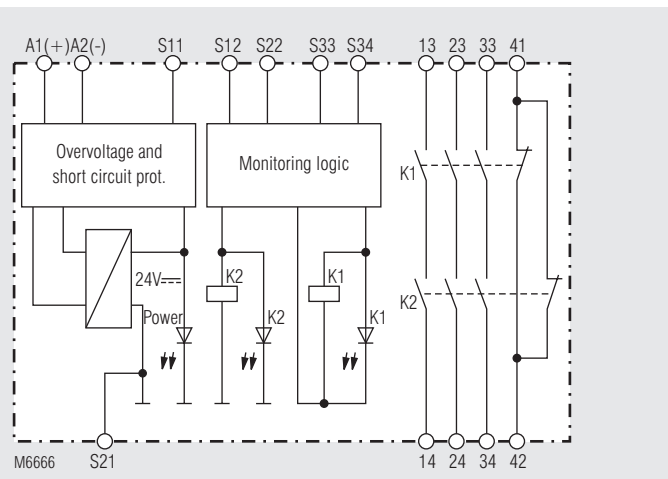 A1(+) A2(-) S11 S12 S22 S33 S34 13 23 33 41
Overvoltage and
short circuit prot.
Monitoring logic
K1
24V
K2
K1
K2
Power
K2
K1
M6666
S21
14 24 34 42